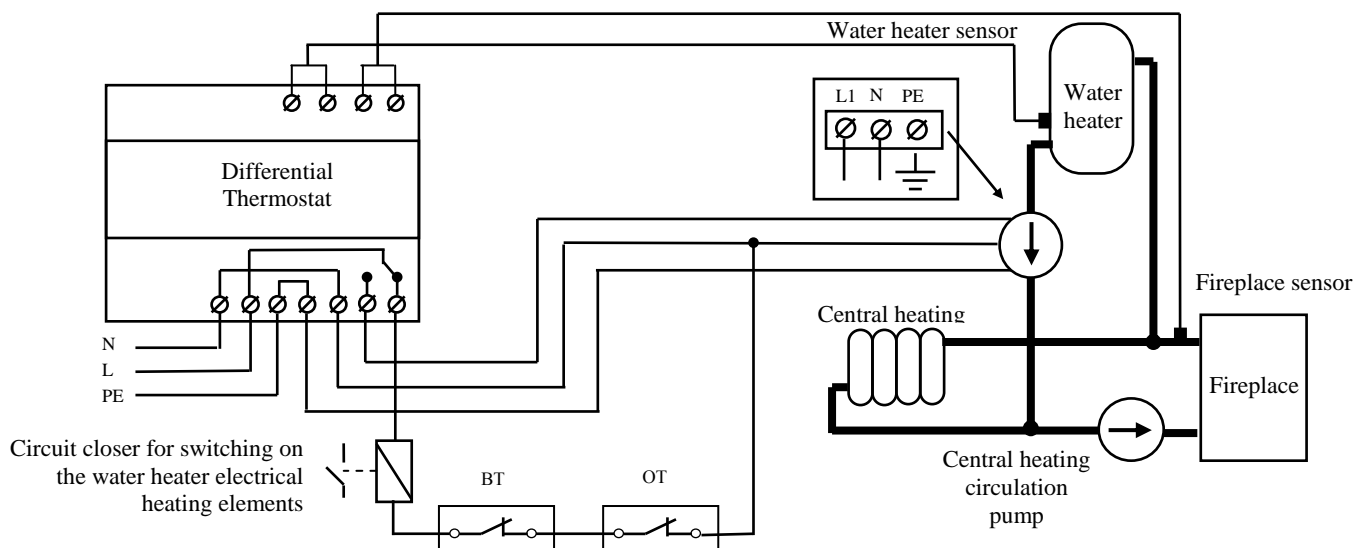 Water heater sensor
L1 N PE
Water
heater
Differential
Thermostat
Fireplace sensor
Central heating
N
L
PE
Fireplace
Circuit closer for switching on
the water heater electrical
heating elements
BT
OT
Central heating
circulation
pump